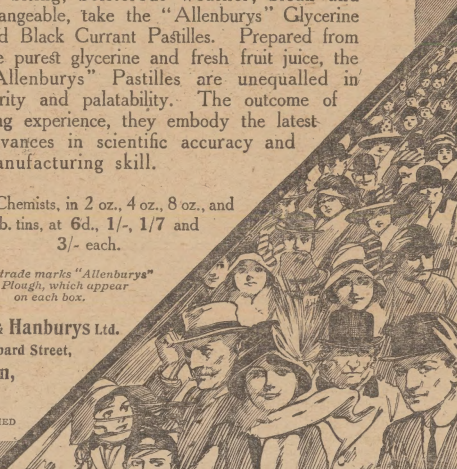 angeable, take the "Allenburys" Glycerine
d Black Currant Pastilles. Prepared from
e purest glycerine and fresh fruit juice, the
Allenburys" Pastilles are unequalled in
rity and palatability. The outcome of
ng experience, they embody the latest
vances in scientific accuracy and
anufacturing skill.
Chemists, in 2 oz., 4 oz., 8 oz., and
b. tins, at 6d., 1/-, 1/7 and
3/- each.
trade marks "Allenburys"
Plough, which appear
on each box.
& Hanburys Ltd.
bard Street,
n,
ED